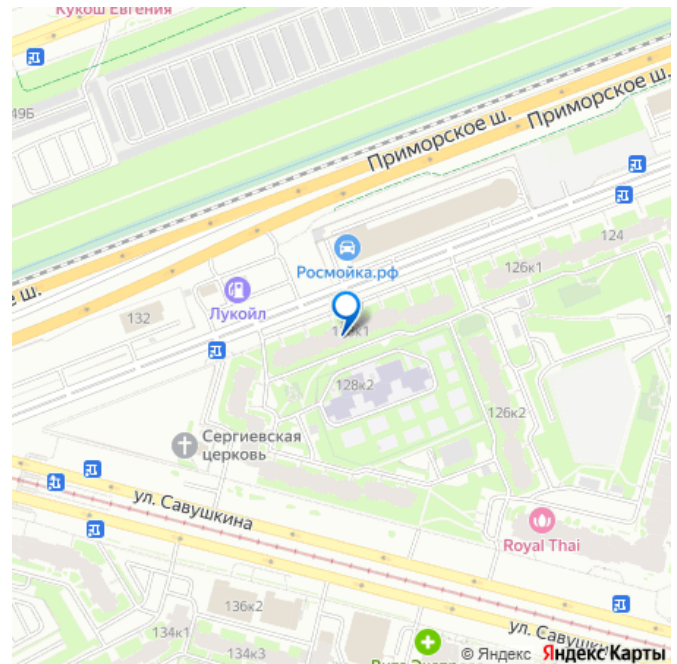 Кукош Евгения
49Б
Приморское ш.
Приморское ш.
124
126к1
Росмойка.рф
ш.
Лукойл
132
128к2
126к2
Сергиевская
церковь
ул. Савушкина
Royal Thai
136к2
134к1
134к3
ул. Савушки
© Яндекс Яндекс Карты